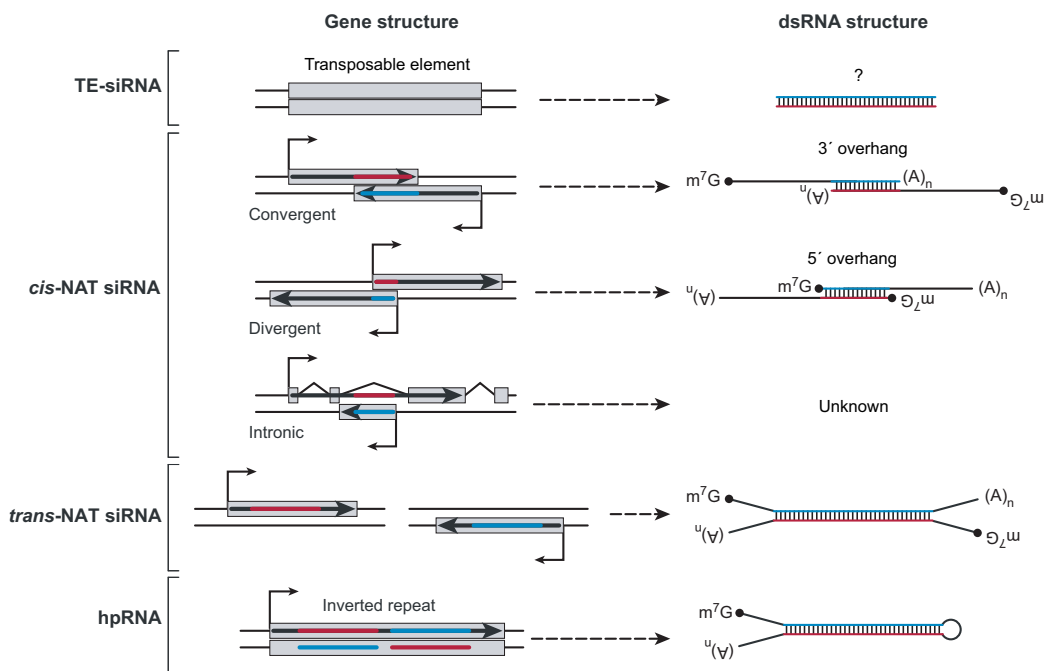 Gene structure
dsRNA structure
TE-siRNA
Transposable element
?
cis-NAT siRNA
Convergent
3´ overhang
m⁷G
(A)ₙ
(A)ₙ
m⁷G
Divergent
5´ overhang
(A)ₙ
m⁷G
m⁷G
(A)ₙ
Intronic
Unknown
trans-NAT siRNA
m⁷G
(A)ₙ
(A)ₙ
m⁷G
hpRNA
Inverted repeat
m⁷G
(A)ₙ